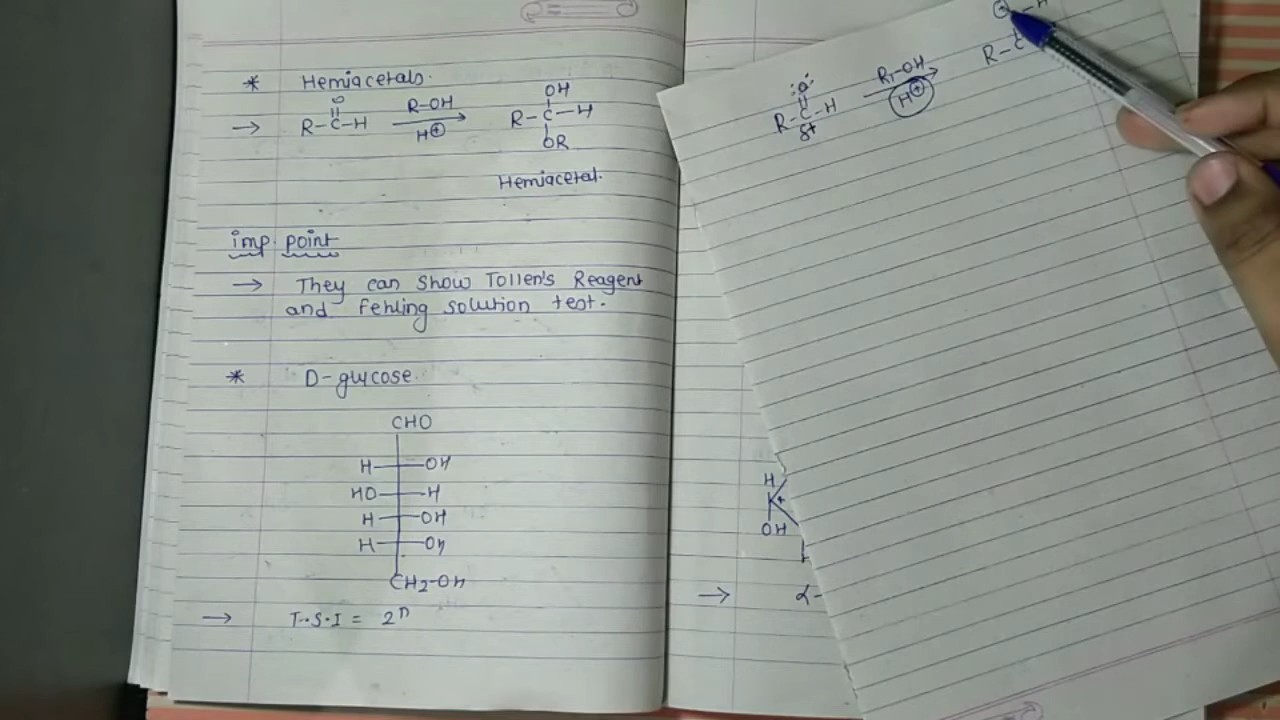 * Hemiacetals.
O
→ R-C-H R-OH H⊕
OH
R-C-H
OR
Hemiacetal.
imp. point
→ They can show Tollen's Reagent
and fehling solution test.
* D-glucose.
CHO
H OH
HO H
H OH
H OH
CH2-OH
→ T.S.I = 2ⁿ
:O:
R-C-H
δ+
R1-OH
H⊕
⊕ -H
R-C
H
OH
→ α-